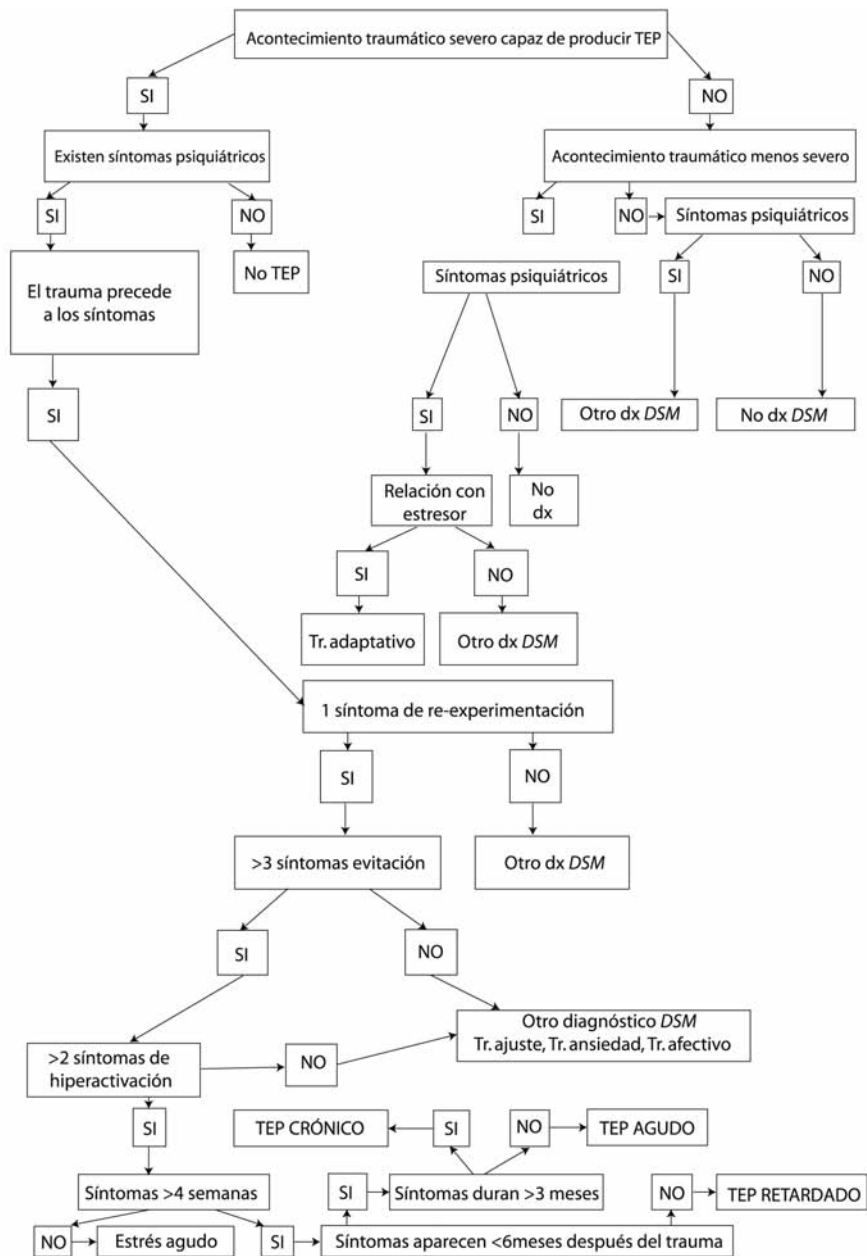 Acontecimiento traumático severo capaz de producir TEP
SI
NO
Existen síntomas psiquiátricos
Acontecimiento traumático menos severo
SI
NO
SI
NO
Síntomas psiquiátricos
El trauma precede
a los síntomas
No TEP
Síntomas psiquiátricos
SI
NO
SI
SI
NO
Otro dx DSM
No dx DSM
Relación con
estresor
No
dx
SI
NO
Tr. adaptativo
Otro dx DSM
1 síntoma de re-experimentación
SI
NO
>3 síntomas evitación
Otro dx DSM
SI
NO
Otro diagnóstico DSM
Tr. ajuste, Tr. ansiedad, Tr. afectivo
>2 síntomas de
hiperactivación
NO
SI
TEP CRÓNICO
SI
NO
TEP AGUDO
Síntomas >4 semanas
SI
Síntomas duran >3 meses
NO
TEP RETARDADO
NO
Estrés agudo
SI
Síntomas aparecen <6meses después del trauma